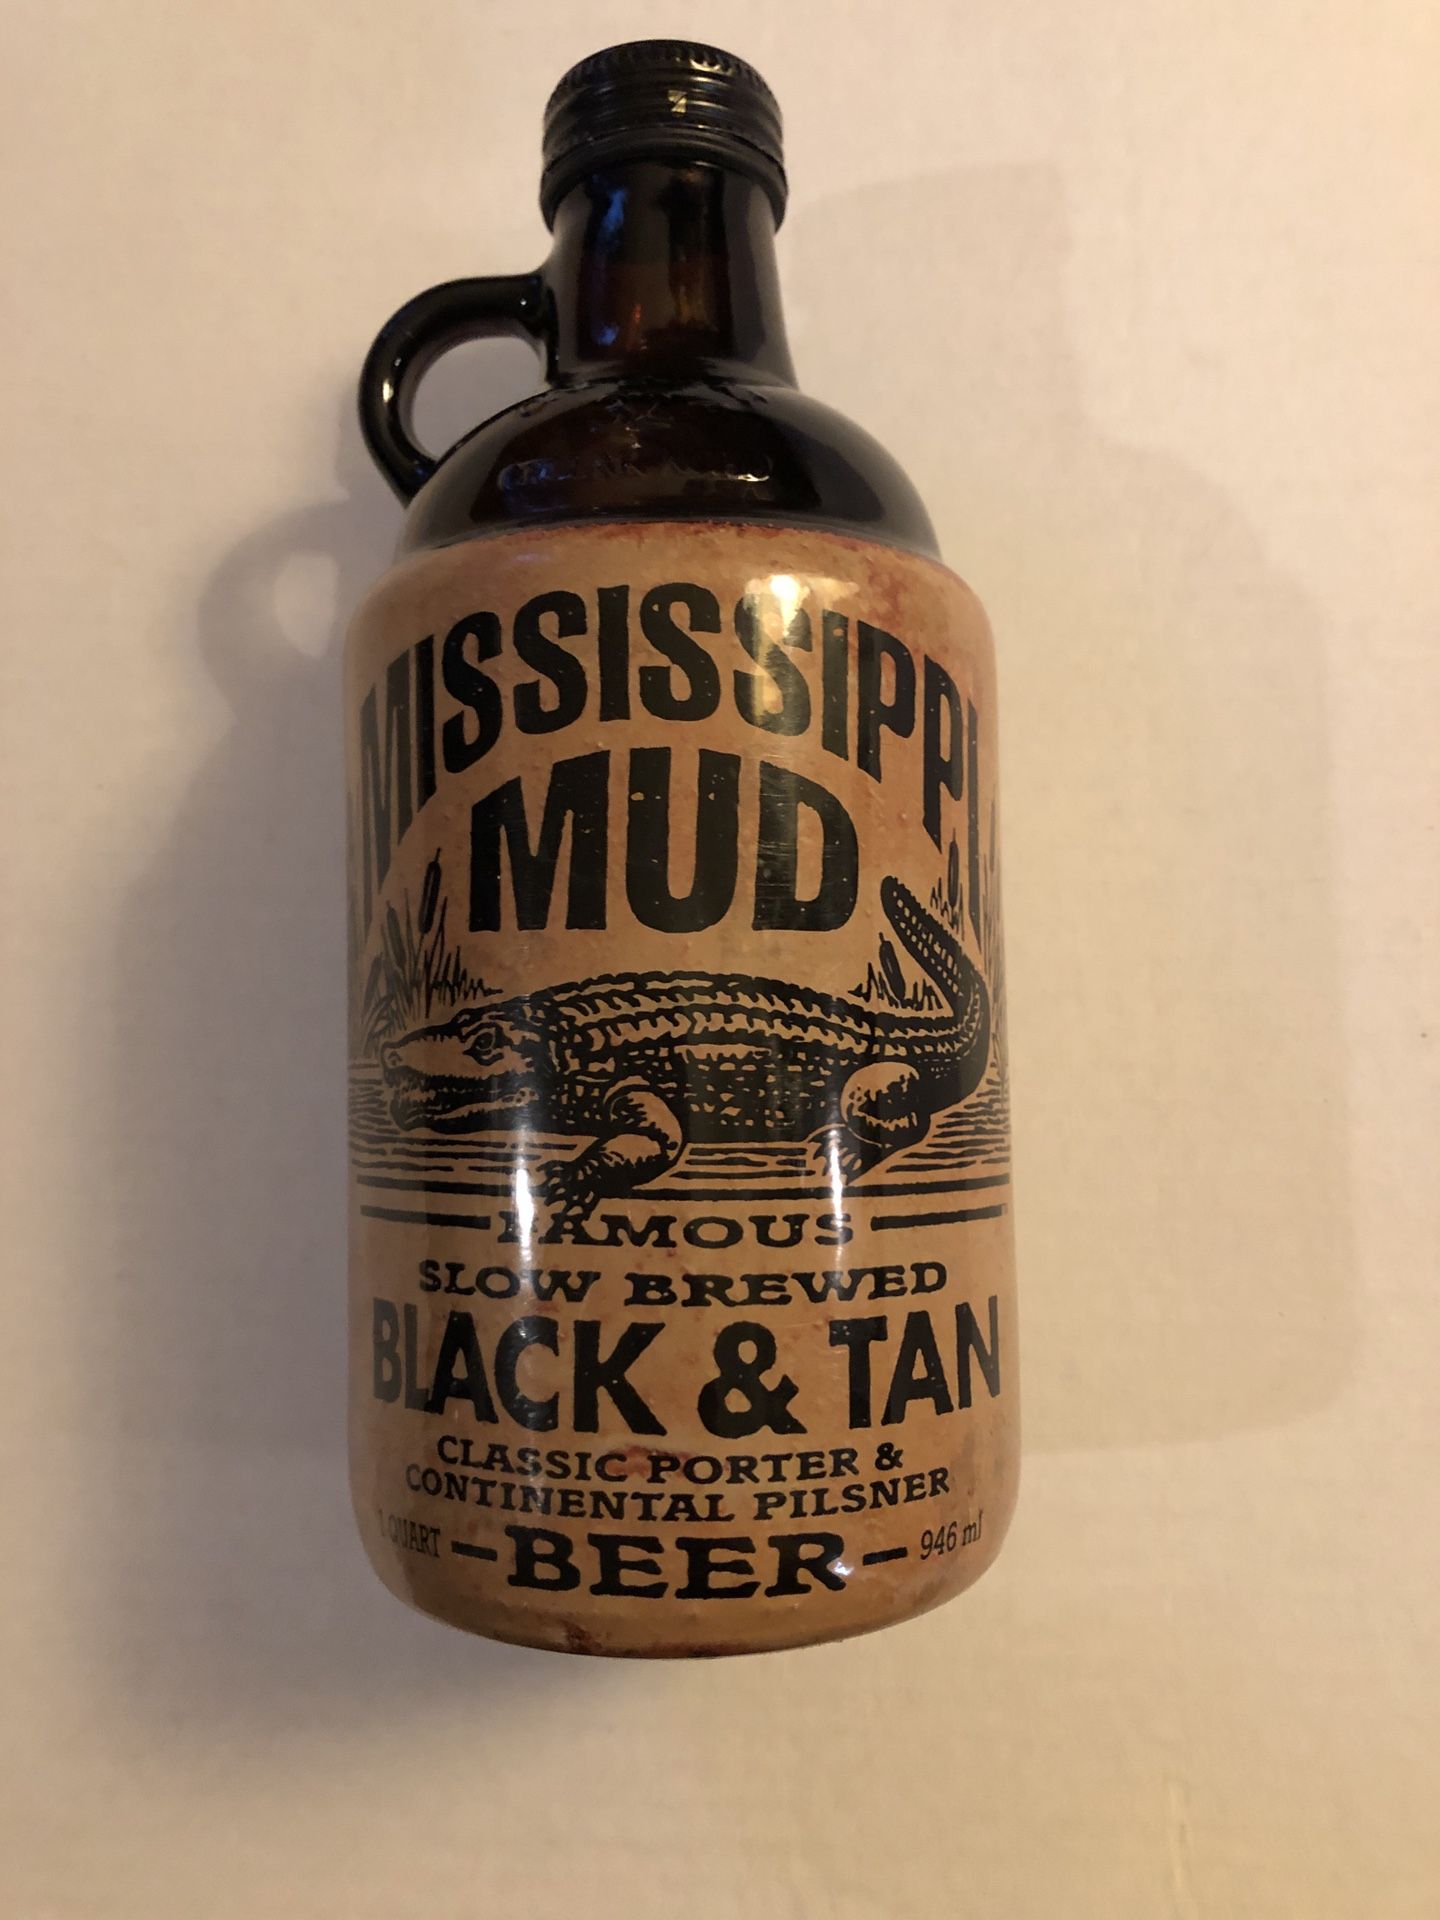 MISSISSIPPI
MUD
FAMOUS
SLOW BREWED
BLACK & TAN
CLASSIC PORTER &
CONTINENTAL PILSNER
1 QUART BEER 946 ml